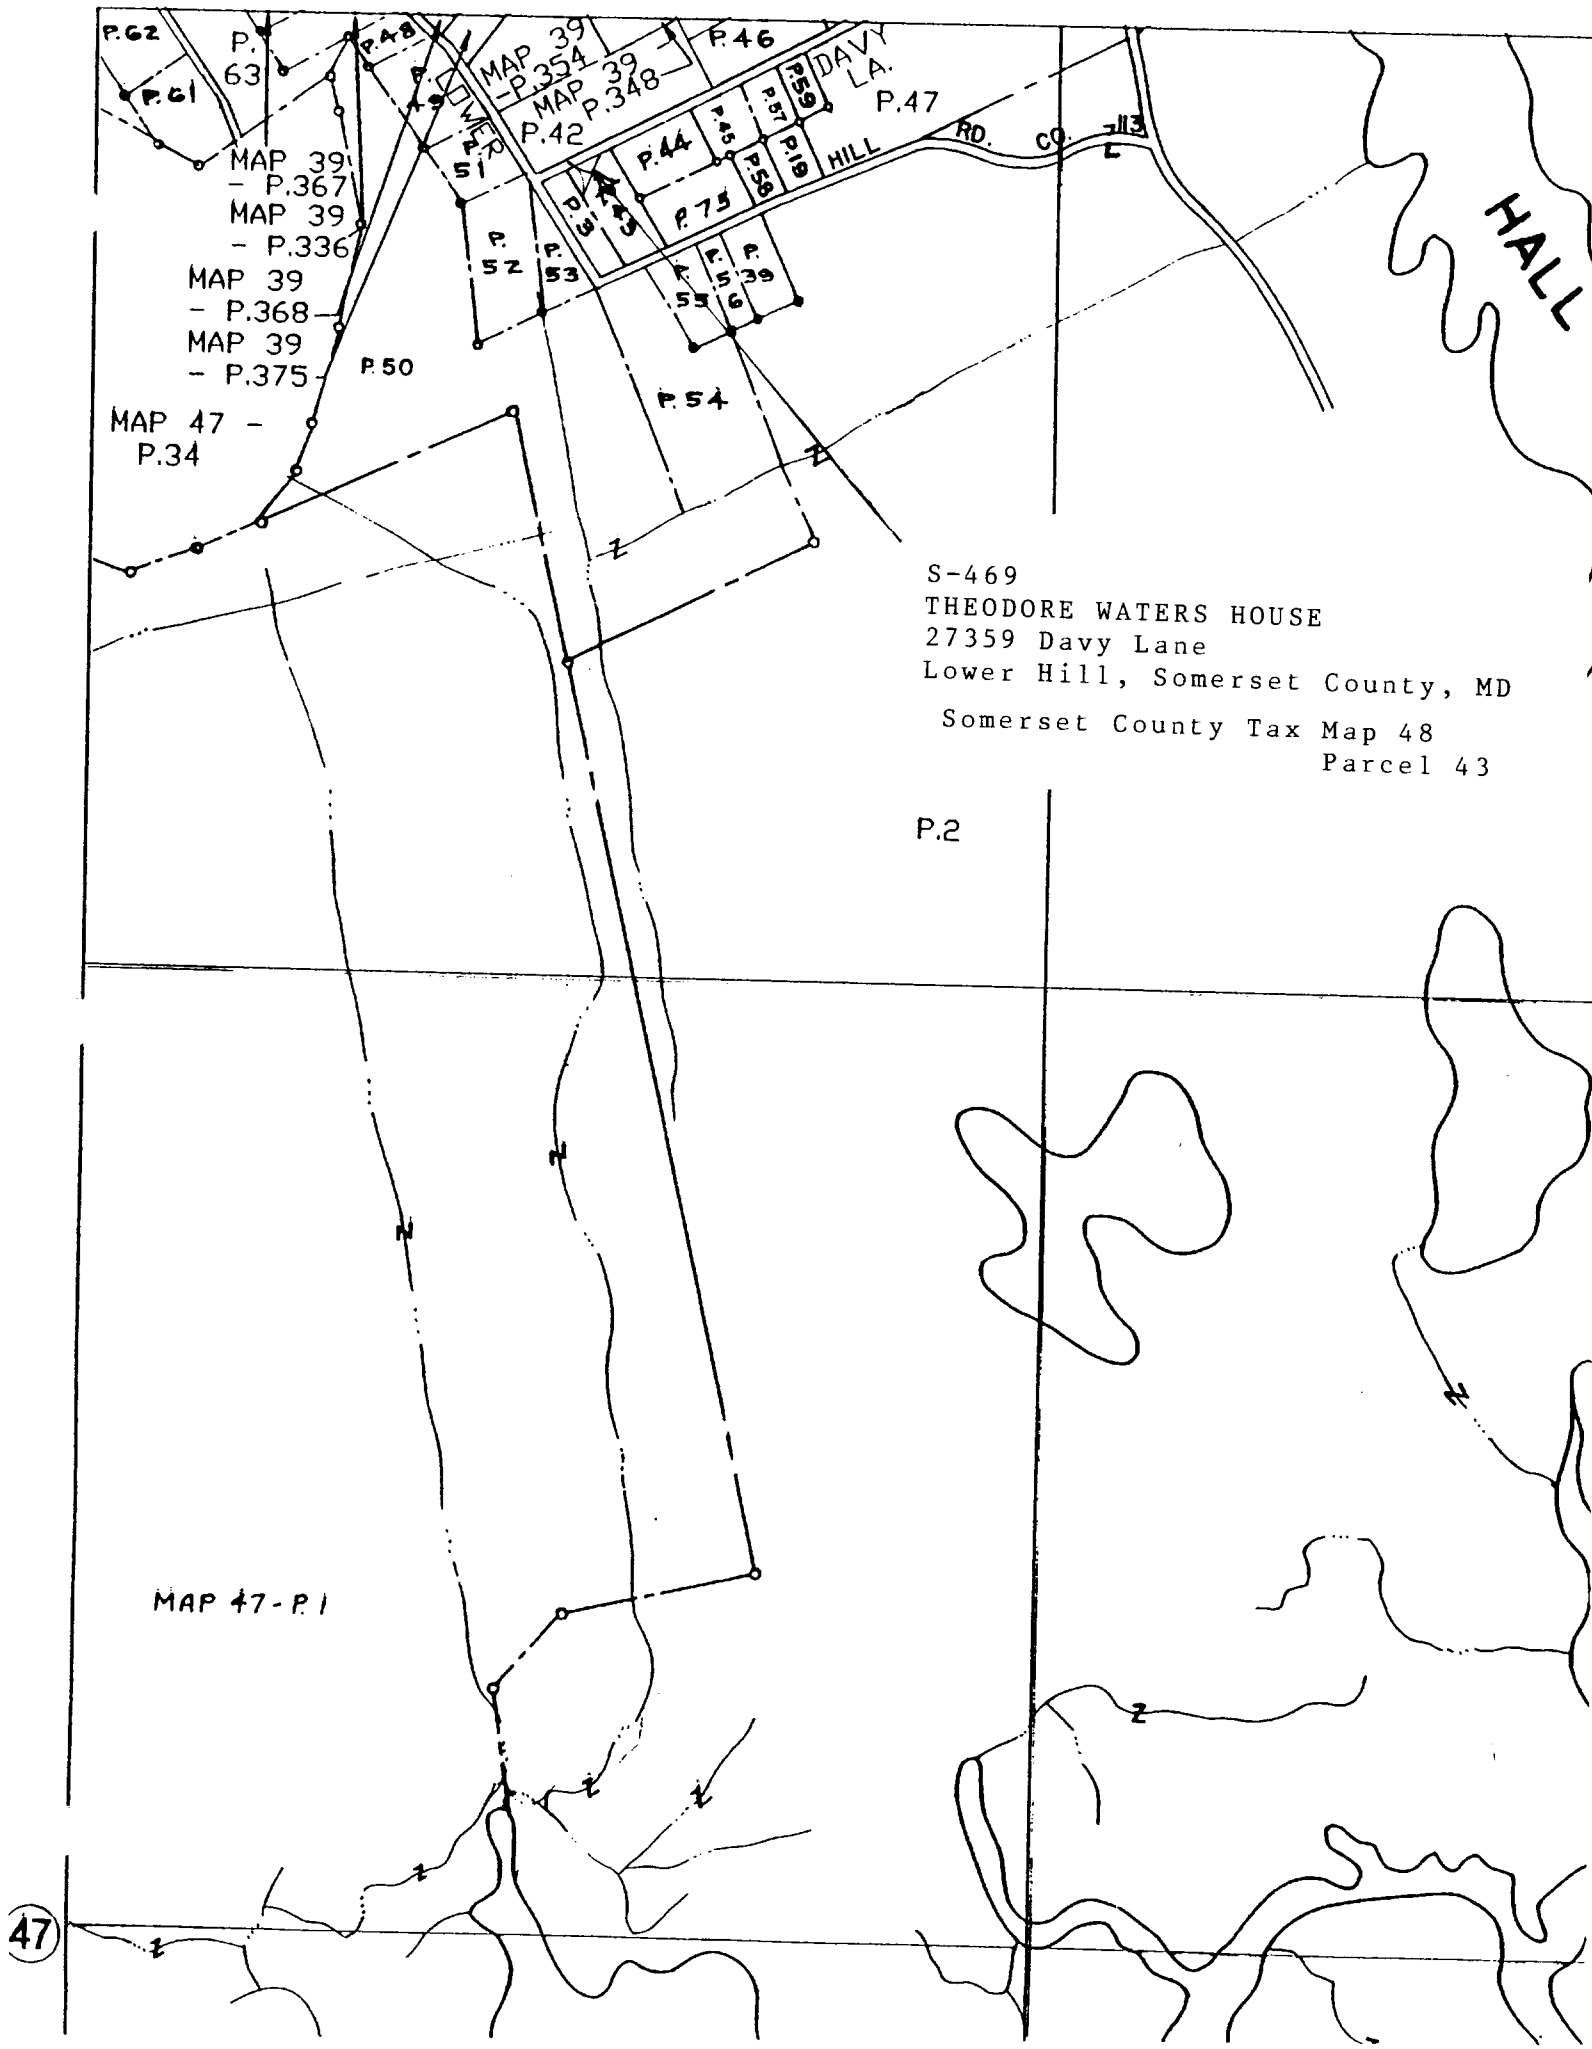 P.62
P.
63
P.61
P.48
P.
49
LOWER
P.
51
MAP 39
-P.354
MAP 39
P.348
P.42
P.46
DAVY
LA.
P.47
P.59
P.57
P.45
P.44
P.58
P.19
HILL
RD.
CO.
113
P.75
P.3
P.43
MAP 39
- P.367
MAP 39
- P.336
MAP 39
- P.368
MAP 39
- P.375
P.50
P.
52
P.
53
P.
55
P.
5
6
P.
39
P.54
MAP 47 -
P.34
HALL
S-469
THEODORE WATERS HOUSE
27359 Davy Lane
Lower Hill, Somerset County, MD
Somerset County Tax Map 48
Parcel 43
P.2
MAP 47-P.1
47